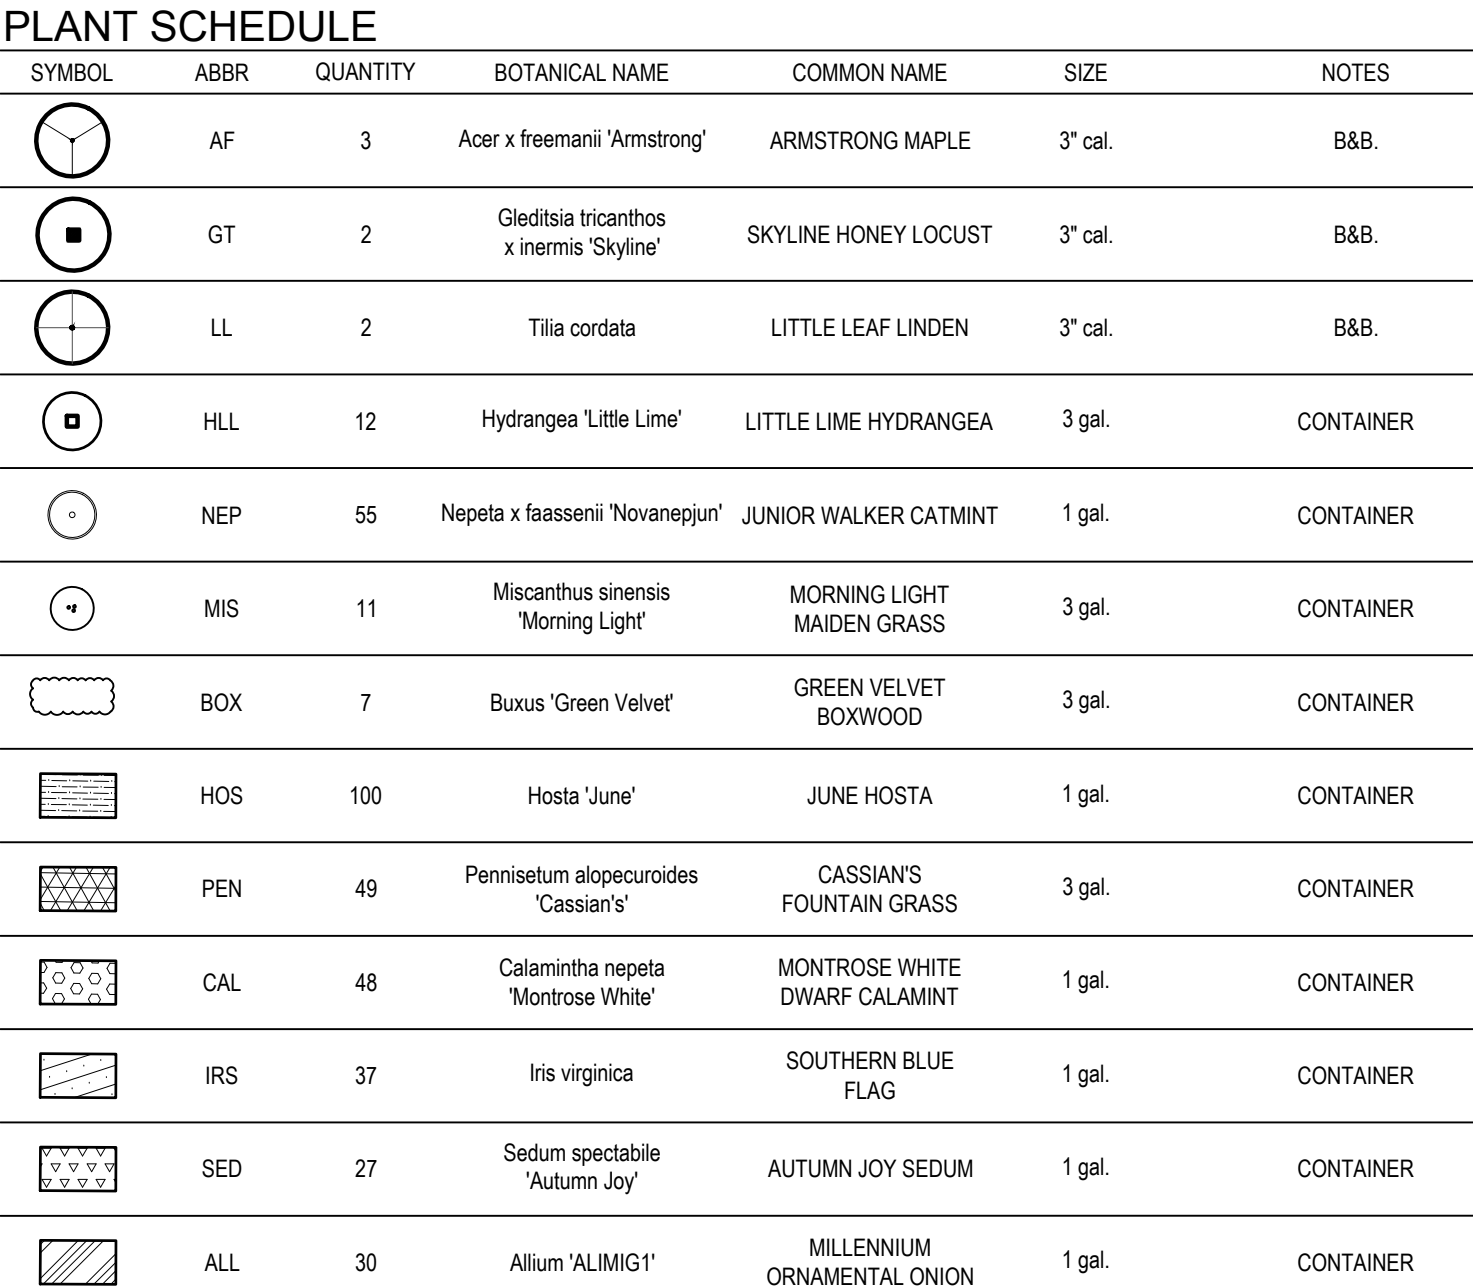 PLANT SCHEDULE
SYMBOL ABBR QUANTITY BOTANICAL NAME COMMON NAME SIZE NOTES
AF 3 Acer x freemanii 'Armstrong' ARMSTRONG MAPLE 3" cal. B&B.
Gleditsia tricanthos
GT 2 x inermis 'Skyline' SKYLINE HONEY LOCUST 3" cal. B&B.
LL 2 Tilia cordata LITTLE LEAF LINDEN 3" cal. B&B.
HLL 12 Hydrangea 'Little Lime' LITTLE LIME HYDRANGEA 3 gal. CONTAINER
NEP 55 Nepeta x faassenii 'Novanepjun' JUNIOR WALKER CATMINT 1 gal. CONTAINER
Miscanthus sinensis MORNING LIGHT
MIS 11 'Morning Light' MAIDEN GRASS 3 gal. CONTAINER
GREEN VELVET
BOX 7 Buxus 'Green Velvet' BOXWOOD 3 gal. CONTAINER
HOS 100 Hosta 'June' JUNE HOSTA 1 gal. CONTAINER
Pennisetum alopecuroides CASSIAN'S
PEN 49 'Cassian's' FOUNTAIN GRASS 3 gal. CONTAINER
Calamintha nepeta MONTROSE WHITE
CAL 48 'Montrose White' DWARF CALAMINT 1 gal. CONTAINER
SOUTHERN BLUE
IRS 37 Iris virginica FLAG 1 gal. CONTAINER
Sedum spectabile
SED 27 'Autumn Joy' AUTUMN JOY SEDUM 1 gal. CONTAINER
MILLENNIUM
ALL 30 Allium 'ALIMIG1' ORNAMENTAL ONION 1 gal. CONTAINER